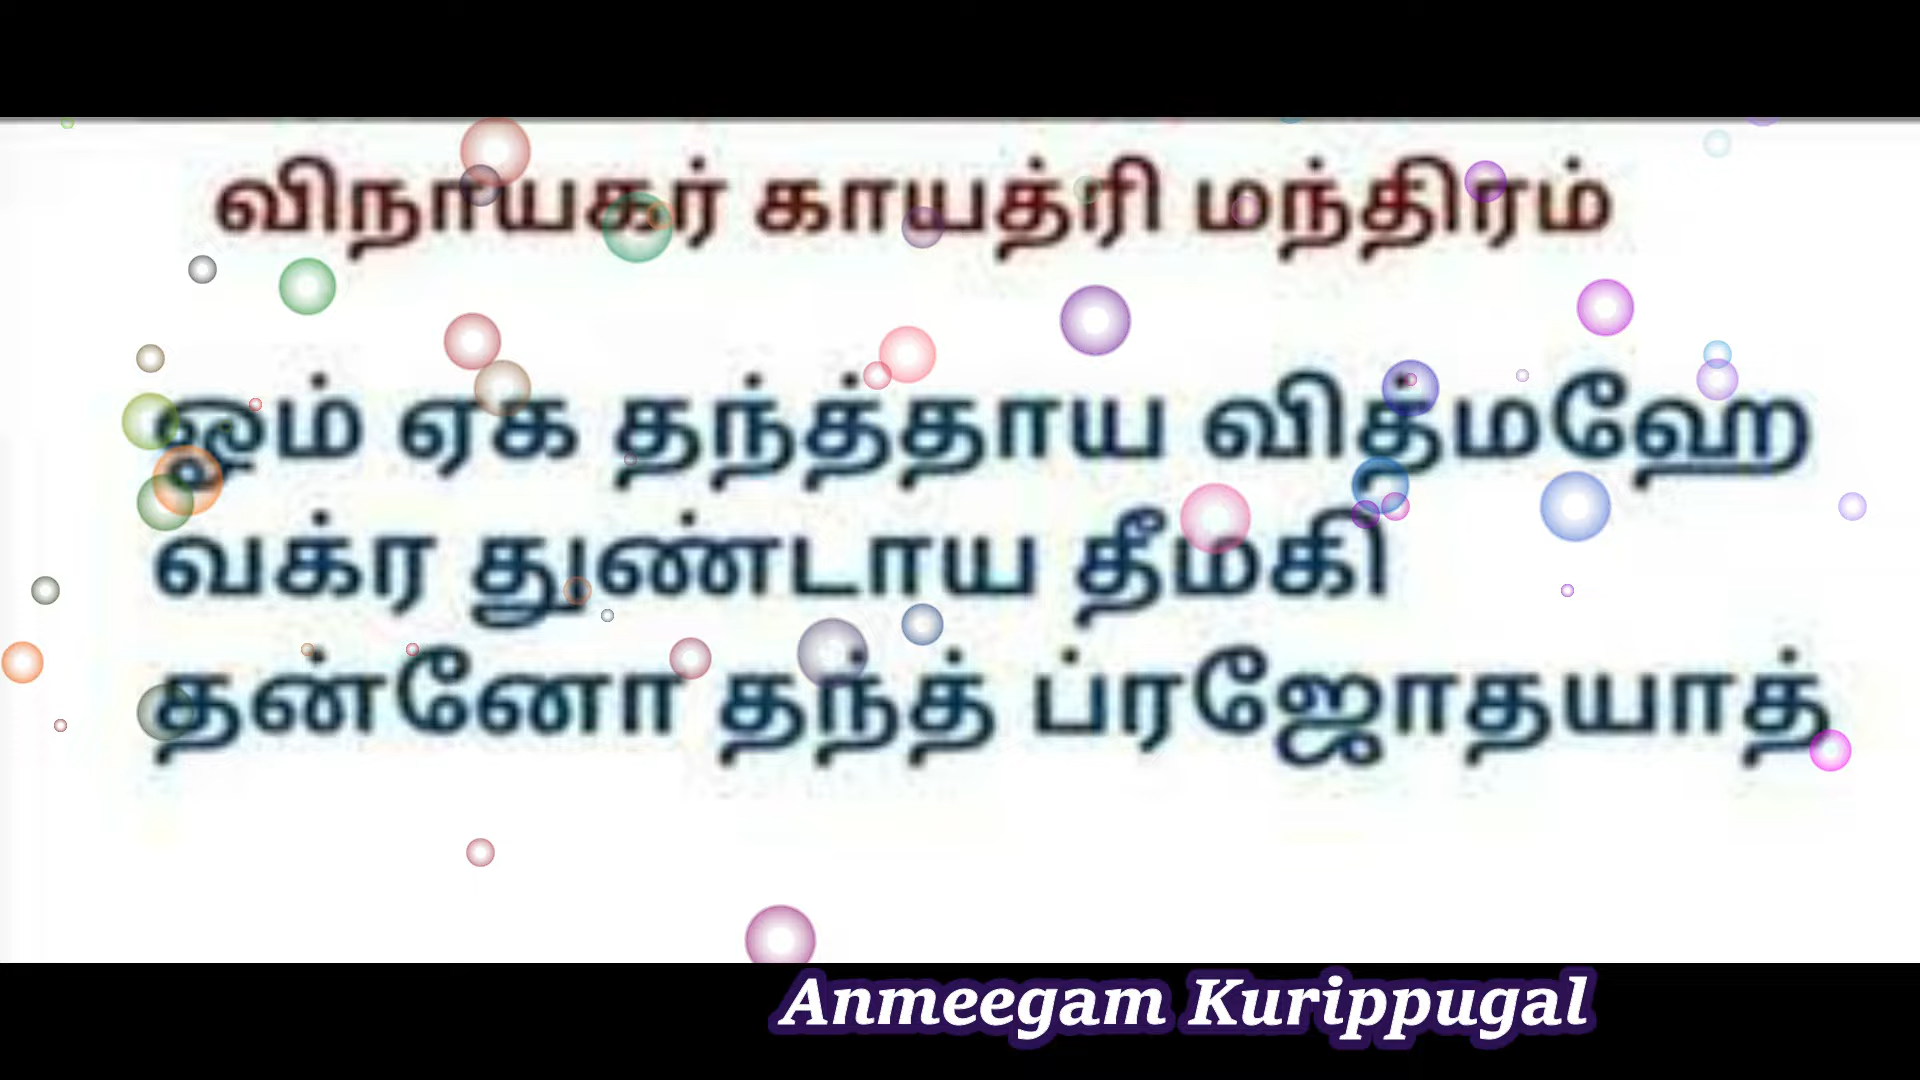 விநாயகர் காயத்ரி மந்திரம்
ஓம் ஏக தந்த்தாய வித்மஹே
வக்ர துண்டாய தீமகி
தன்னோ தந்த் ப்ரஜோதயாத்
Anmeegam Kurippugal